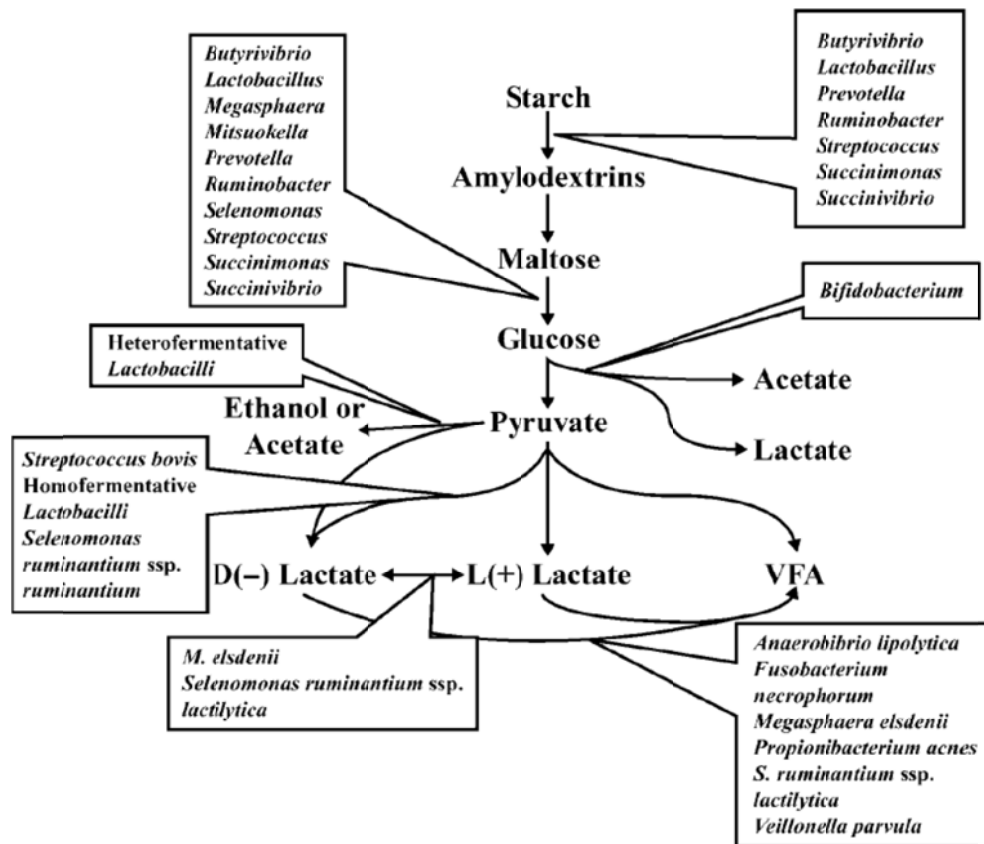 Butyrivibrio
Lactobacillus
Megasphaera
Mitsuokella
Prevotella
Ruminobacter
Selenomonas
Streptococcus
Succinimonas
Succinivibrio
Butyrivibrio
Lactobacillus
Prevotella
Ruminobacter
Streptococcus
Succinimonas
Succinivibrio
Starch
Amylodextrins
Maltose
Glucose
Bifidobacterium
Heterofermentative
Lactobacilli
Acetate
Ethanol or
Acetate
Pyruvate
Lactate
Streptococcus bovis
Homofermentative
Lactobacilli
Selenomonas
ruminantium ssp.
ruminantium
D(−) Lactate
L(+) Lactate
VFA
M. elsdenii
Selenomonas ruminantium ssp.
lactilytica
Anaerobibrio lipolytica
Fusobacterium
necrophorum
Megasphaera elsdenii
Propionibacterium acnes
S. ruminantium ssp.
lactilytica
Veillonella parvula